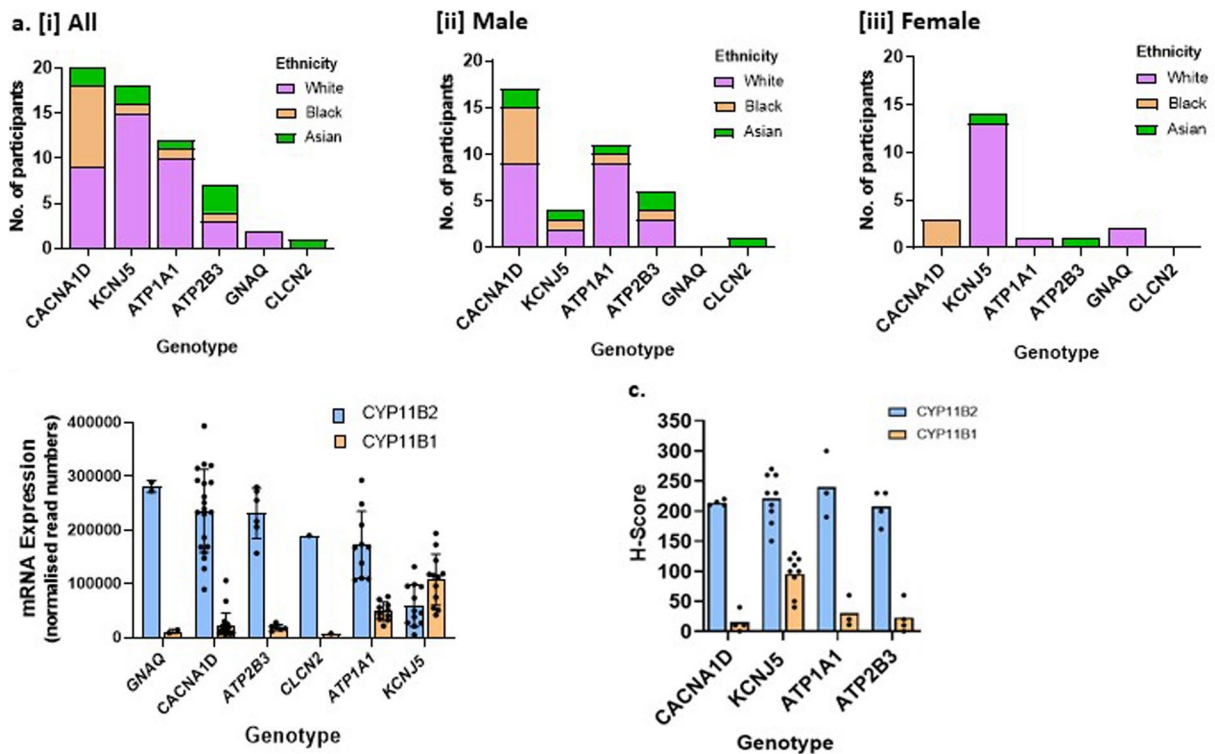 a. [i] All
No. of participants
20
15
10
5
0
Ethnicity
White
Black
Asian
CACNA1D
KCNJ5
ATP1A1
ATP2B3
GNAQ
CLCN2
Genotype
[ii] Male
No. of participants
20
15
10
5
0
Ethnicity
White
Black
Asian
CACNA1D
KCNJ5
ATP1A1
ATP2B3
GNAQ
CLCN2
Genotype
[iii] Female
No. of participants
20
15
10
5
0
Ethnicity
White
Black
Asian
CACNA1D
KCNJ5
ATP1A1
ATP2B3
GNAQ
CLCN2
Genotype
mRNA Expression
(normalised read numbers)
400000
300000
200000
100000
0
CYP11B2
CYP11B1
GNAQ
CACNA1D
ATP2B3
CLCN2
ATP1A1
KCNJ5
Genotype
c.
H-Score
350
300
250
200
150
100
50
0
CYP11B2
CYP11B1
CACNA1D
KCNJ5
ATP1A1
ATP2B3
Genotype